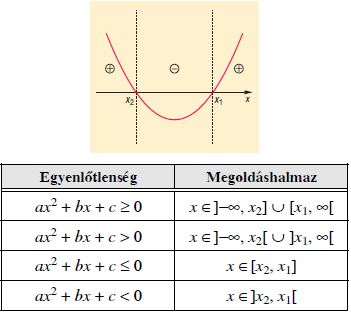 ⊕ ⊖ ⊕
x₂ x₁ x
Egyenlőtlenség Megoldáshalmaz
ax² + bx + c ≥ 0 x ∈ ]–∞, x₂] ∪ [x₁, ∞[
ax² + bx + c > 0 x ∈ ]–∞, x₂[ ∪ ]x₁, ∞[
ax² + bx + c ≤ 0 x ∈ [x₂, x₁]
ax² + bx + c < 0 x ∈ ]x₂, x₁[